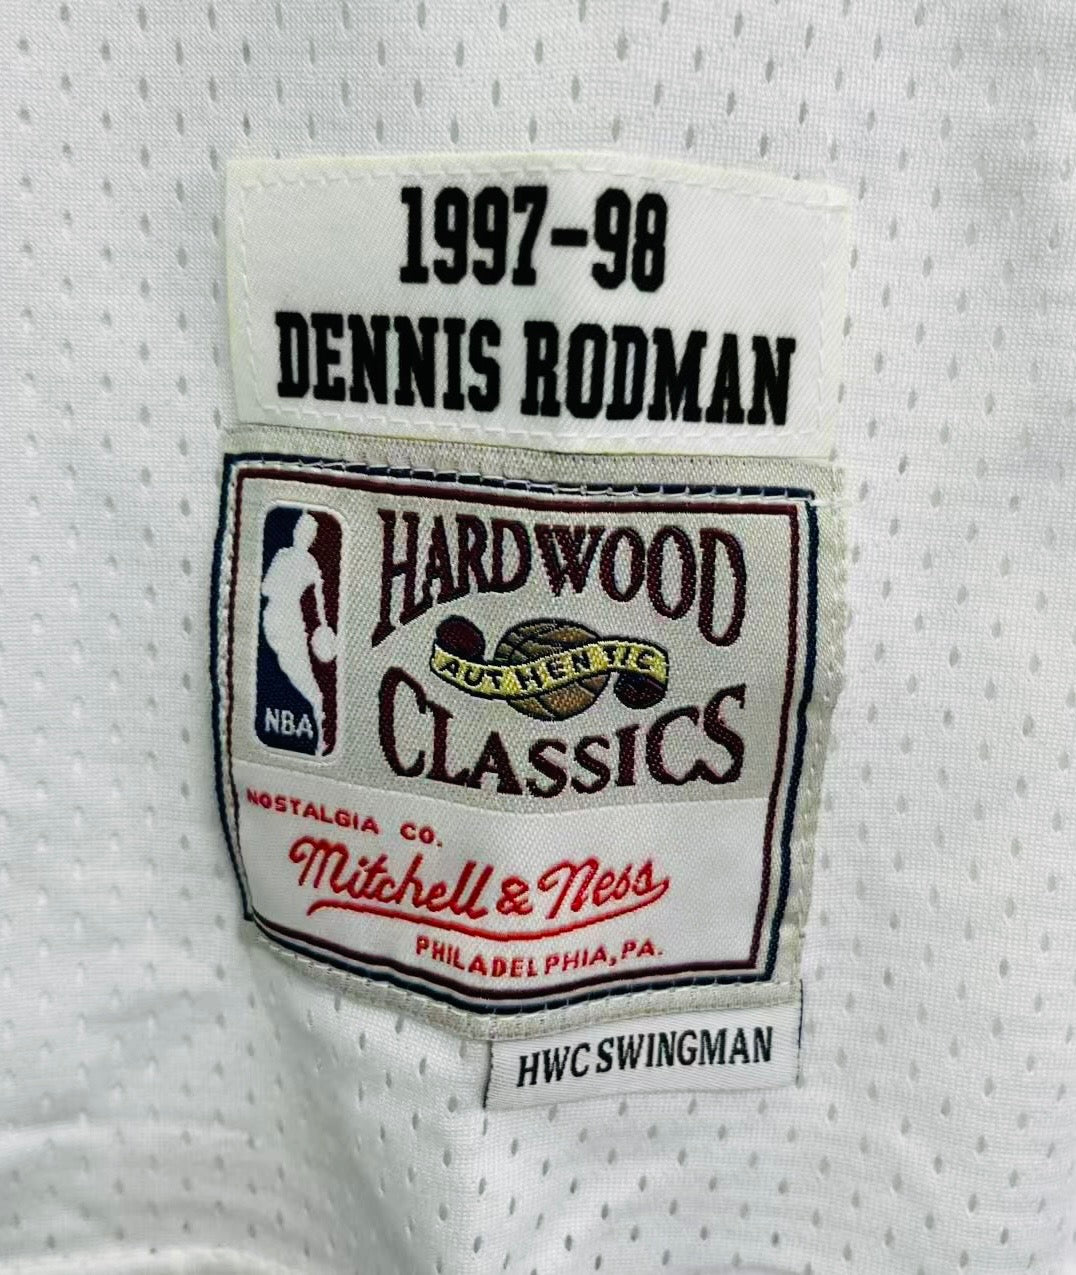 1997-98
DENNIS RODMAN
HARDWOOD
AUTHENTIC
CLASSICS
NBA
NOSTALGIA CO.
Mitchell & Ness
PHILADELPHIA, PA.
HWC SWINGMAN